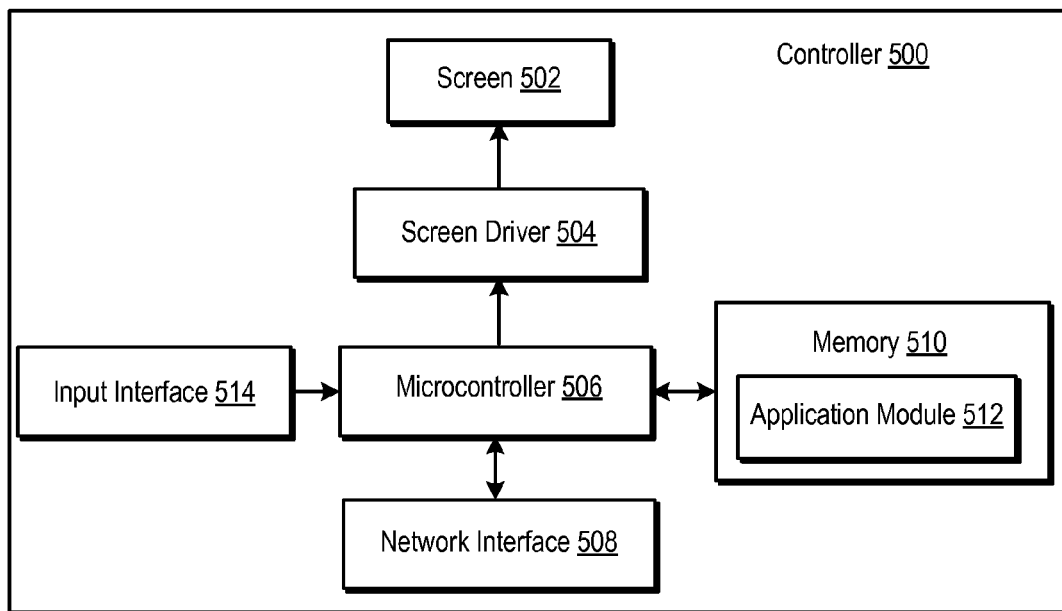 Controller 500
Screen 502
Screen Driver 504
Input Interface 514
Microcontroller 506
Memory 510
Application Module 512
Network Interface 508